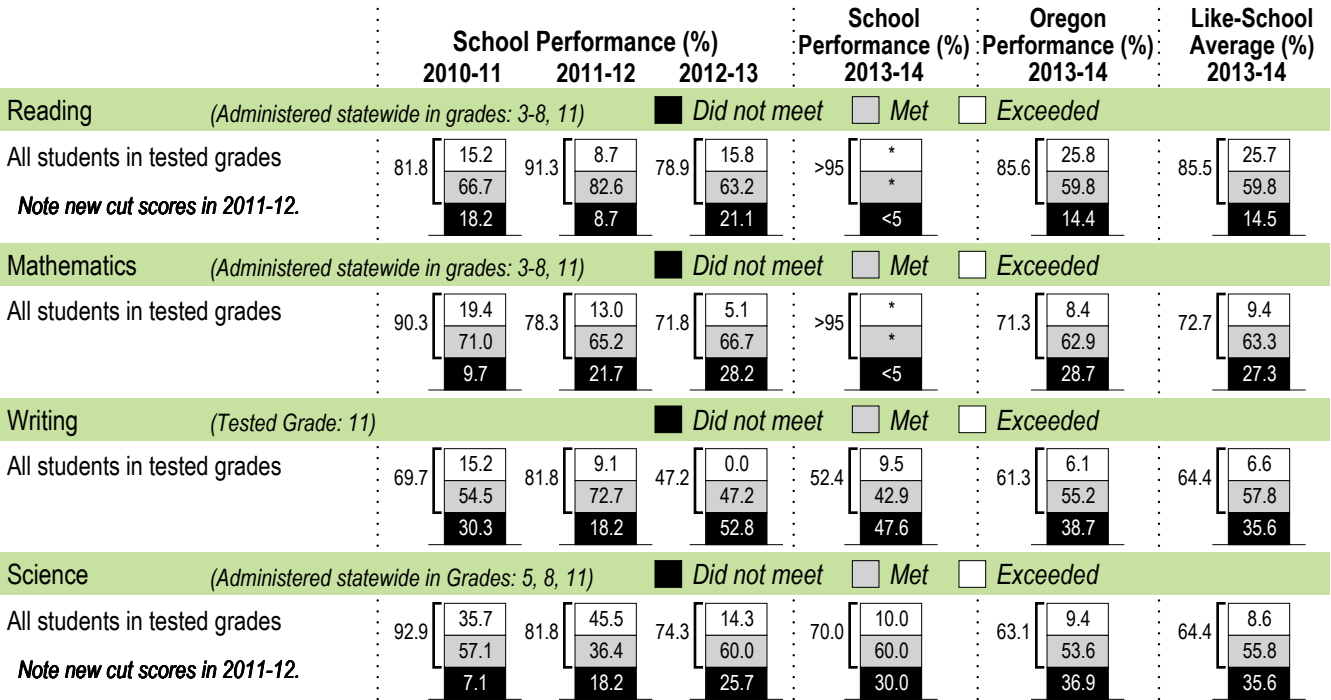 School Performance (%)
School Performance (%)
Oregon Performance (%)
Like-School Average (%)
2010-11 2011-12 2012-13 2013-14 2013-14 2013-14
Reading (Administered statewide in grades: 3-8, 11) Did not meet Met Exceeded
All students in tested grades
Note new cut scores in 2011-12.
81.8 15.2 66.7 18.2
91.3 8.7 82.6 8.7
78.9 15.8 63.2 21.1
>95 * * <5
85.6 25.8 59.8 14.4
85.5 25.7 59.8 14.5
Mathematics (Administered statewide in grades: 3-8, 11) Did not meet Met Exceeded
All students in tested grades
90.3 19.4 71.0 9.7
78.3 13.0 65.2 21.7
71.8 5.1 66.7 28.2
>95 * * <5
71.3 8.4 62.9 28.7
72.7 9.4 63.3 27.3
Writing (Tested Grade: 11) Did not meet Met Exceeded
All students in tested grades
69.7 15.2 54.5 30.3
81.8 9.1 72.7 18.2
47.2 0.0 47.2 52.8
52.4 9.5 42.9 47.6
61.3 6.1 55.2 38.7
64.4 6.6 57.8 35.6
Science (Administered statewide in Grades: 5, 8, 11) Did not meet Met Exceeded
All students in tested grades
Note new cut scores in 2011-12.
92.9 35.7 57.1 7.1
81.8 45.5 36.4 18.2
74.3 14.3 60.0 25.7
70.0 10.0 60.0 30.0
63.1 9.4 53.6 36.9
64.4 8.6 55.8 35.6